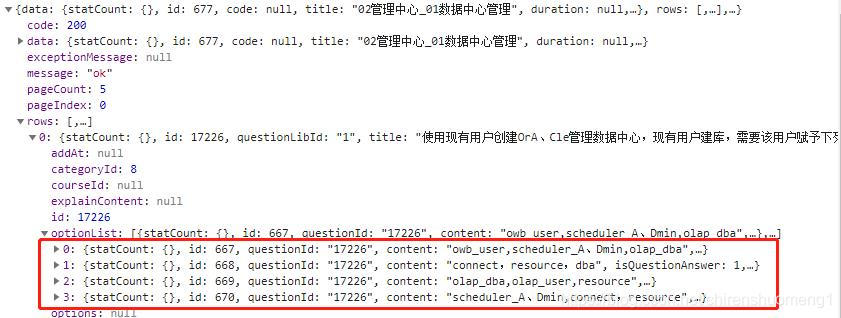 {data: {statCount: {}, id: 677, code: null, title: "02管理中心_01数据中心管理", duration: null,…}, rows: [,…],…}
code: 200
data: {statCount: {}, id: 677, code: null, title: "02管理中心_01数据中心管理", duration: null,…}
exceptionMessage: null
message: "ok"
pageCount: 5
pageIndex: 0
rows: [,…]
0: {statCount: {}, id: 17226, questionLibId: "1", title: "使用现有用户创建OrA、Cle管理数据中心，现有用户建库，需要该用户赋予下列
addAt: null
categoryId: 8
courseId: null
explainContent: null
id: 17226
optionList: [{statCount: {}, id: 667, questionId: "17226", content: "owb_user,scheduler_A、Dmin,olap_dba",…},…]
0: {statCount: {}, id: 667, questionId: "17226", content: "owb_user,scheduler_A、Dmin,olap_dba",…}
1: {statCount: {}, id: 668, questionId: "17226", content: "connect，resource，dba", isQuestionAnswer: 1,…}
2: {statCount: {}, id: 669, questionId: "17226", content: "olap_dba,olap_user,resource",…}
3: {statCount: {}, id: 670, questionId: "17226", content: "scheduler_A、Dmin,connect，resource",…}
options: null